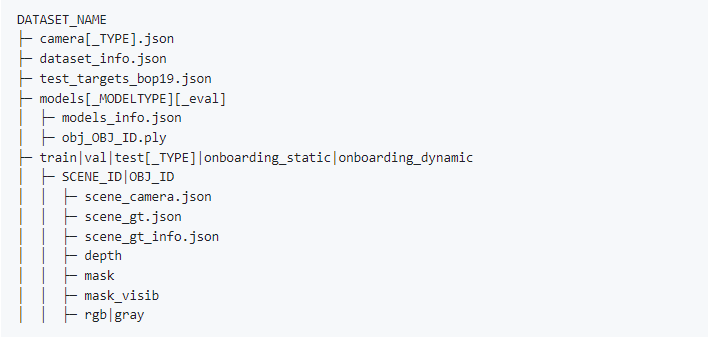 DATASET_NAME
├─ camera[_TYPE].json
├─ dataset_info.json
├─ test_targets_bop19.json
├─ models[_MODELTYPE][_eval]
│  ├─ models_info.json
│  ├─ obj_OBJ_ID.ply
├─ train|val|test[_TYPE]|onboarding_static|onboarding_dynamic
│  ├─ SCENE_ID|OBJ_ID
│  │  ├─ scene_camera.json
│  │  ├─ scene_gt.json
│  │  ├─ scene_gt_info.json
│  │  ├─ depth
│  │  ├─ mask
│  │  ├─ mask_visib
│  │  ├─ rgb|gray